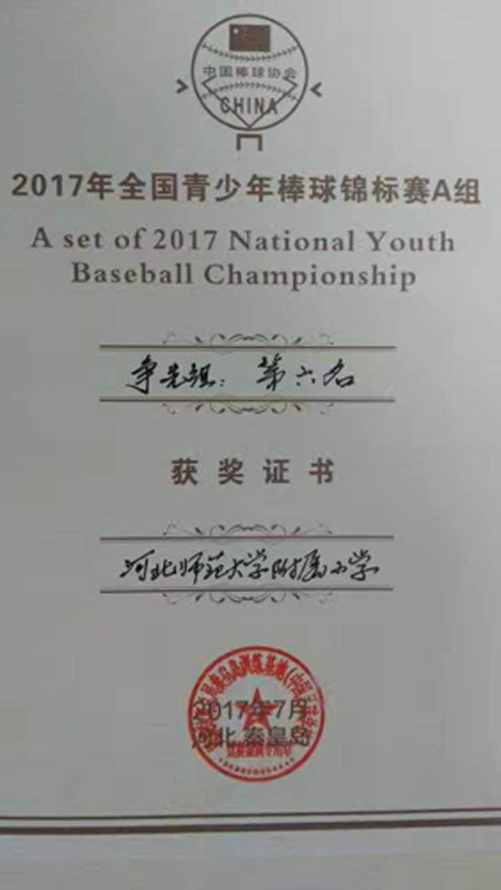 中国棒球协会
CHINA
2017年全国青少年棒球锦标赛A组
A set of 2017 National Youth
Baseball Championship
争先组：第六名
获奖证书
河北师范大学附属小学
2017年7月
河北 秦皇岛